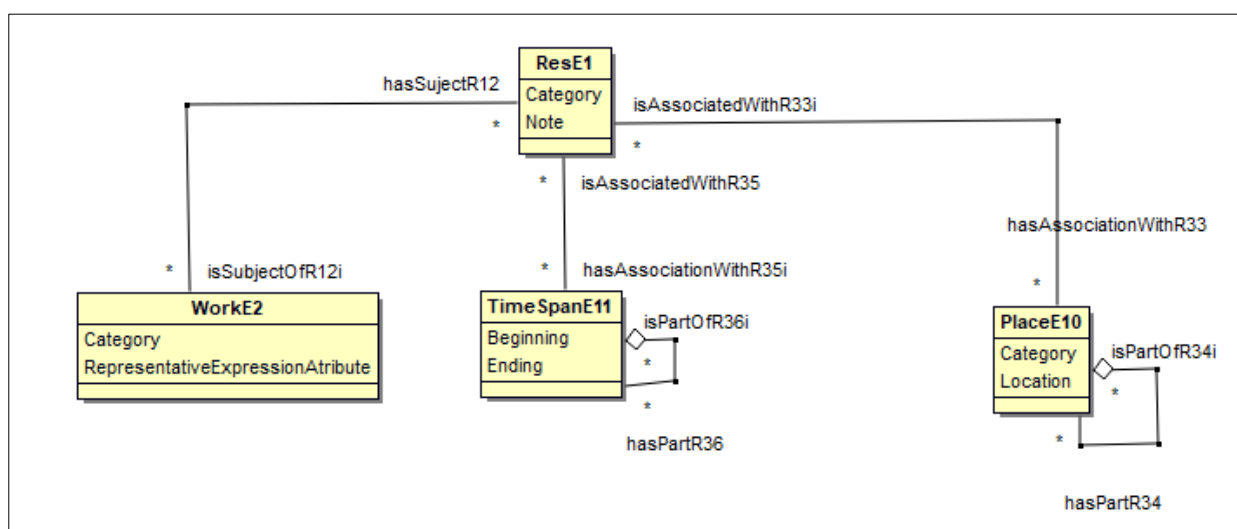 ResE1
hasSujectR12
Category
isAssociatedWithR33i
*
Note
*
*
isAssociatedWithR35
hasAssociationWithR33
*
isSubjectOfR12i
*
hasAssociationWithR35i
*
WorkE2
TimeSpanE11
isPartOfR36i
PlaceE10
Category
Beginning
isPartOfR34i
Category
RepresentativeExpressionAtribute
Ending
*
Location
*
*
*
hasPartR36
hasPartR34